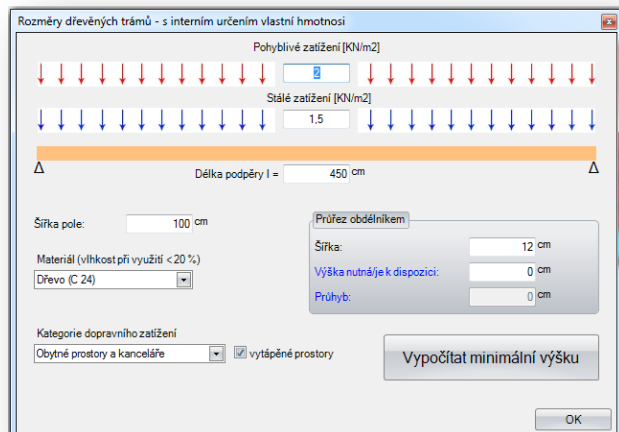 Rozměry dřevěných trámů - s interním určením vlastní hmotnosi
Pohyblivé zatížení [KN/m2]
2
Stálé zatížení [KN/m2]
1,5
Δ Δ
Délka podpěry l = 450 cm
Šířka pole: 100 cm
Materiál (vlhkost při využití < 20 %)
Dřevo (C 24)
Průřez obdélníkem
Šířka: 12 cm
Výška nutná/je k dispozici: 0 cm
Průhyb: 0 cm
Kategorie dopravního zatížení
Obytné prostory a kanceláře vytápěné prostory
Vypočítat minimální výšku
OK